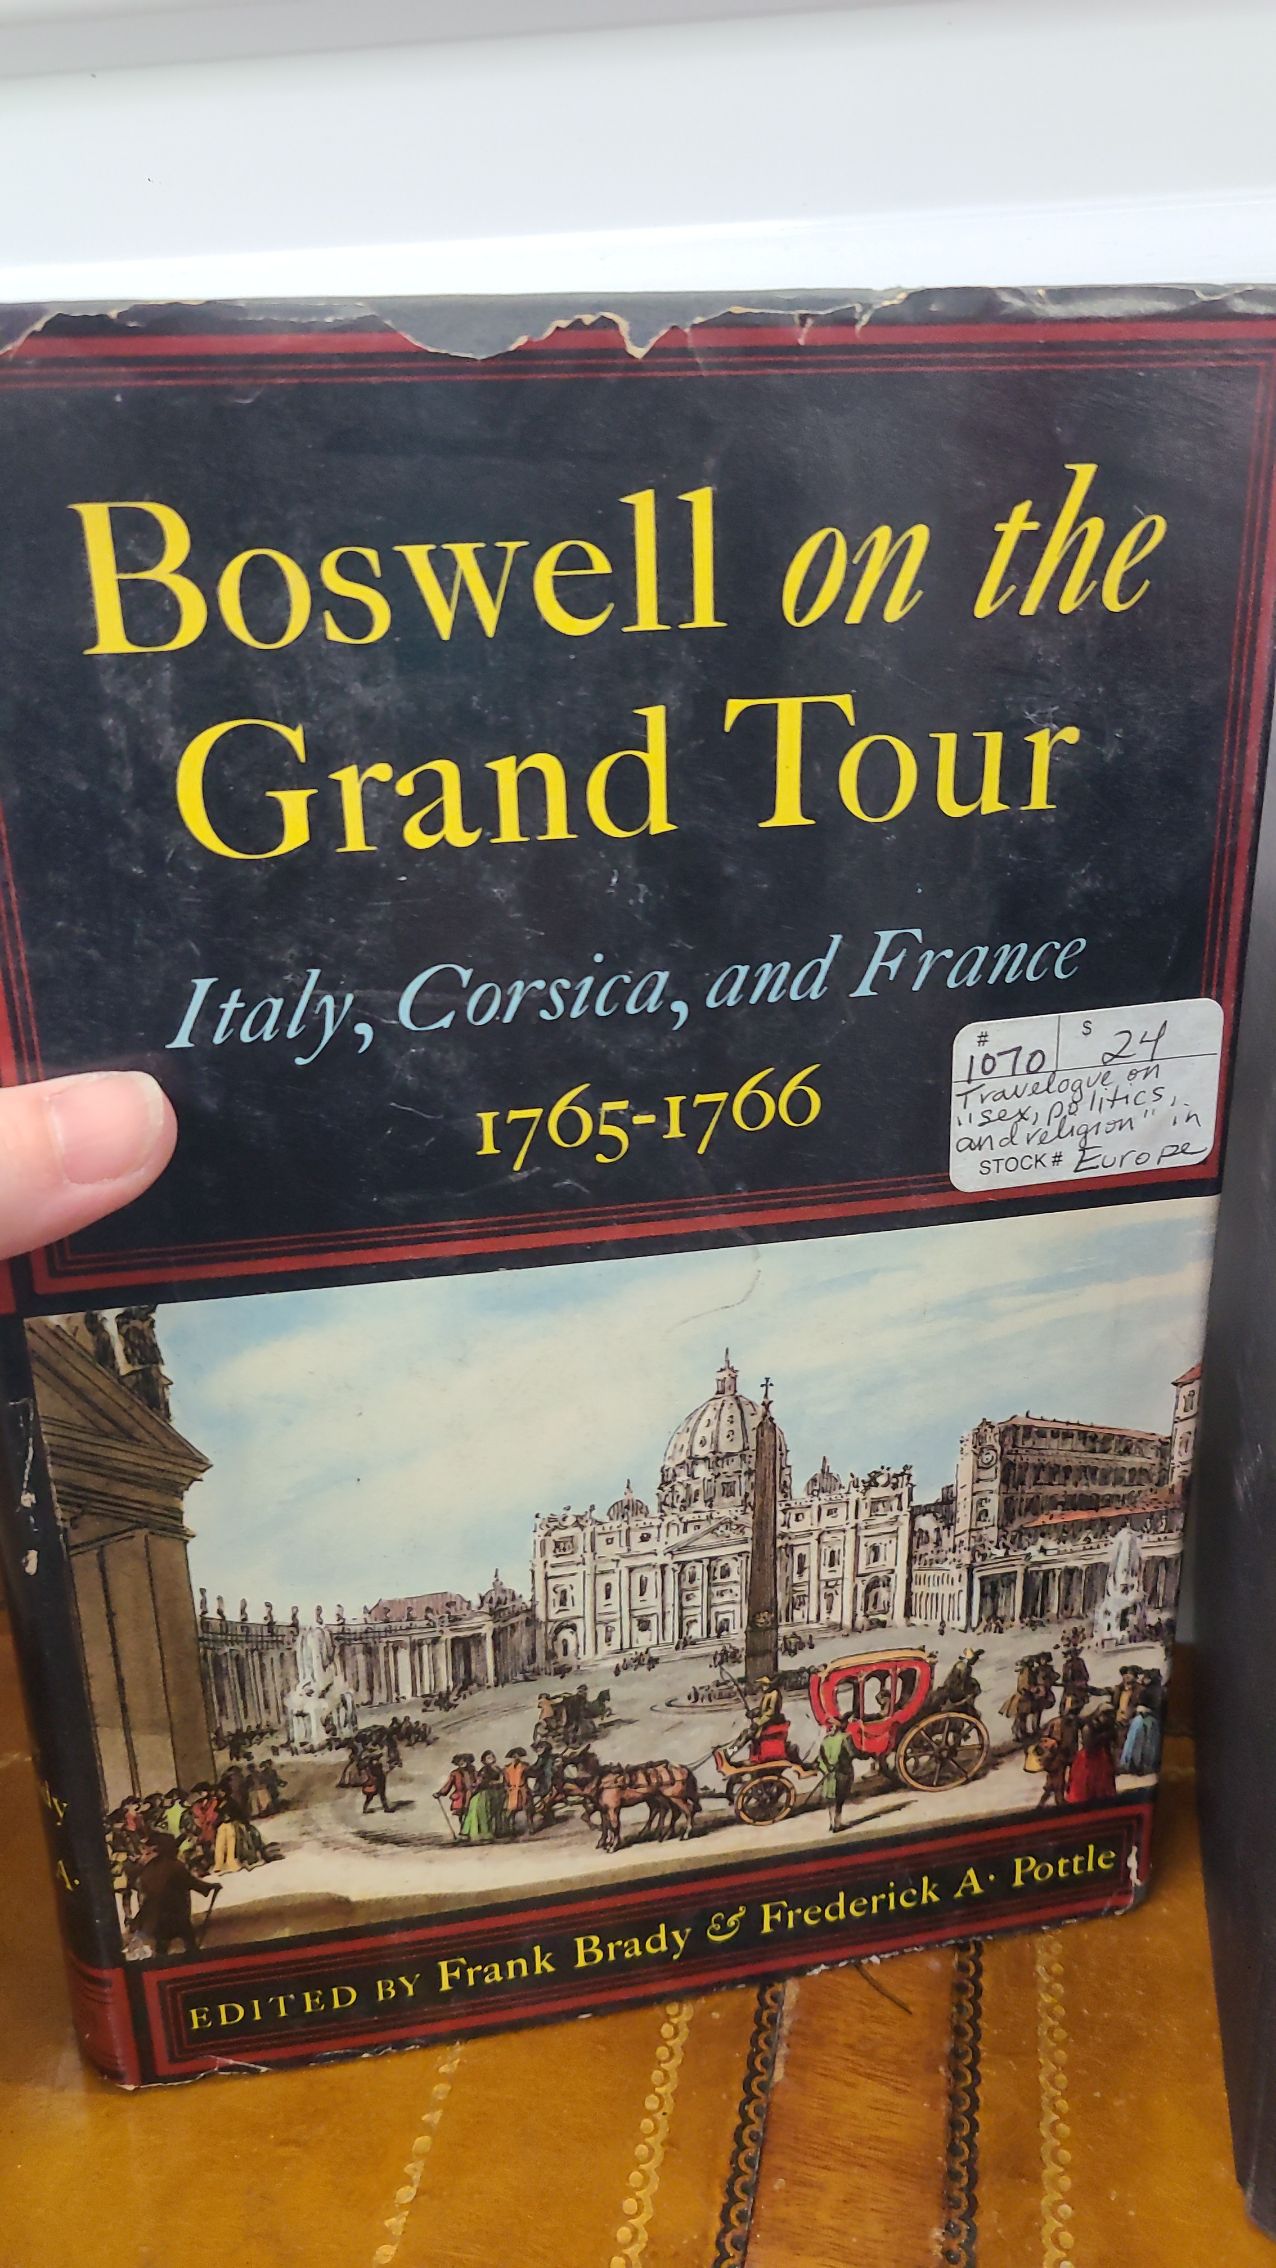 Boswell on the
Grand Tour
Italy, Corsica, and France
1765-1766
# 1070 $ 24
Travelogue on
"sex, politics,
and religion" in
STOCK# Europe
EDITED BY Frank Brady & Frederick A. Pottle